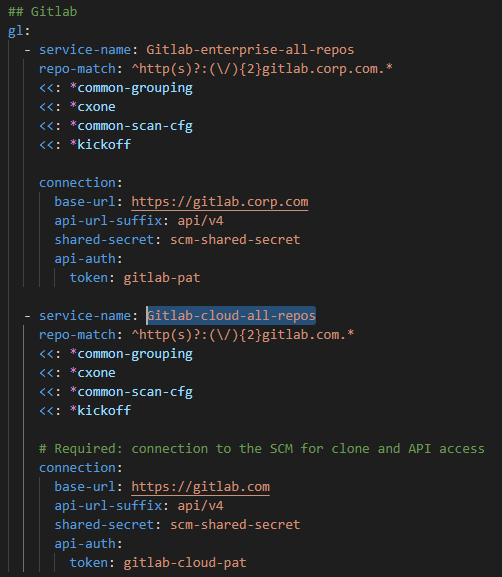 ## Gitlab
gl:
  - service-name: Gitlab-enterprise-all-repos
    repo-match: ^http(s)?:(\/){2}gitlab.corp.com.*
    <<: *common-grouping
    <<: *cxone
    <<: *common-scan-cfg
    <<: *kickoff

    connection:
      base-url: https://gitlab.corp.com
      api-url-suffix: api/v4
      shared-secret: scm-shared-secret
      api-auth:
        token: gitlab-pat

  - service-name: Gitlab-cloud-all-repos
    repo-match: ^http(s)?:(\/){2}gitlab.com.*
    <<: *common-grouping
    <<: *cxone
    <<: *common-scan-cfg
    <<: *kickoff

    # Required: connection to the SCM for clone and API access
    connection:
      base-url: https://gitlab.com
      api-url-suffix: api/v4
      shared-secret: scm-shared-secret
      api-auth:
        token: gitlab-cloud-pat